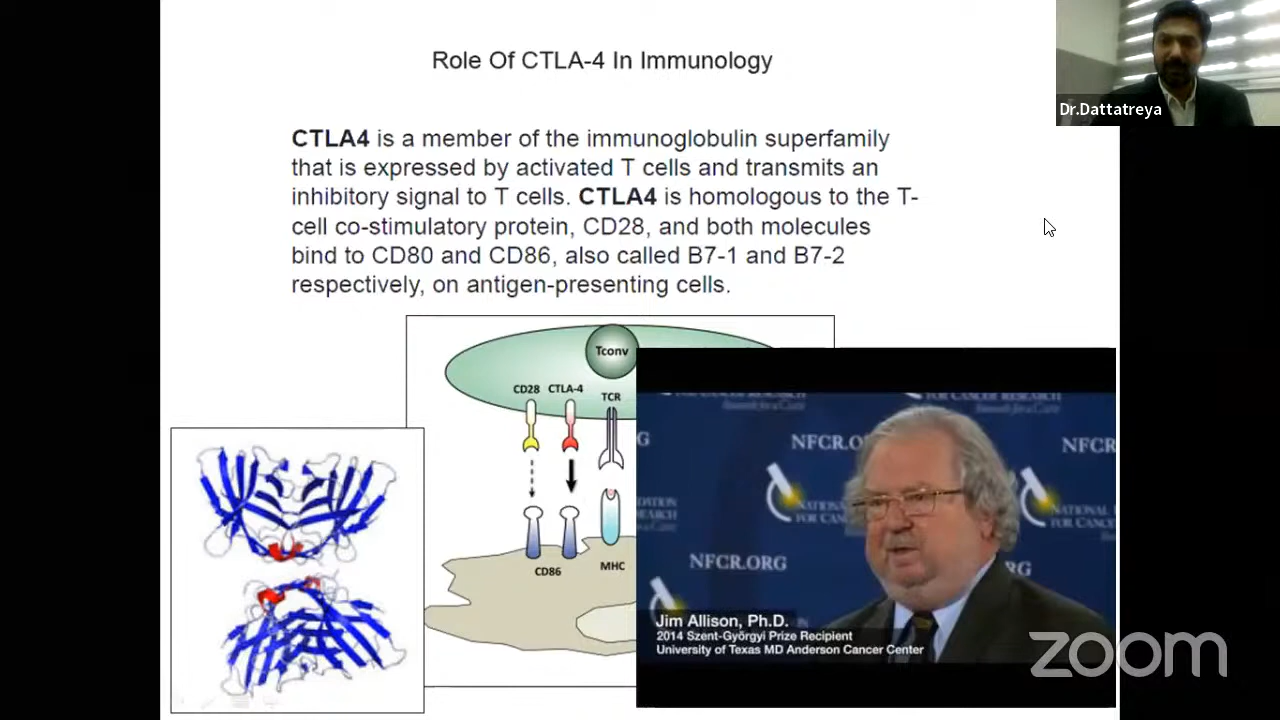 Role Of CTLA-4 In Immunology
Dr.Dattatreya
CTLA4 is a member of the immunoglobulin superfamily
that is expressed by activated T cells and transmits an
inhibitory signal to T cells. CTLA4 is homologous to the T-
cell co-stimulatory protein, CD28, and both molecules
bind to CD80 and CD86, also called B7-1 and B7-2
respectively, on antigen-presenting cells.
Tconv
CD28 CTLA-4
TCR
CD86
MHC
NFCR.O
NFCR
NFCR.ORG
RG
Jim Allison, Ph.D.
2014 Szent-Györgyi Prize Recipient
University of Texas MD Anderson Cancer Center
zoom